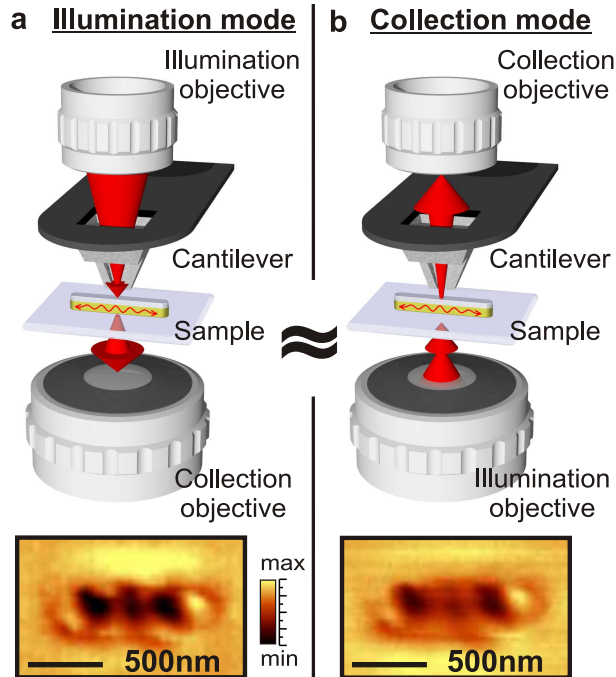 a Illumination mode
Illumination
objective
Cantilever
Sample
Collection
objective
max
min
500nm
b Collection mode
Collection
objective
Cantilever
Sample
≈
Illumination
objective
500nm